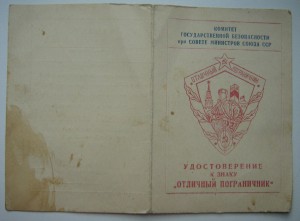 КОМИТЕТ
ГОСУДАРСТВЕННОЙ БЕЗОПАСНОСТИ
при СОВЕТЕ МИНИСТРОВ СОЮЗА ССР
ОТЛИЧНЫЙ ПОГРАНИЧНИК
УДОСТОВЕРЕНИЕ
К ЗНАКУ
„ОТЛИЧНЫЙ ПОГРАНИЧНИК"